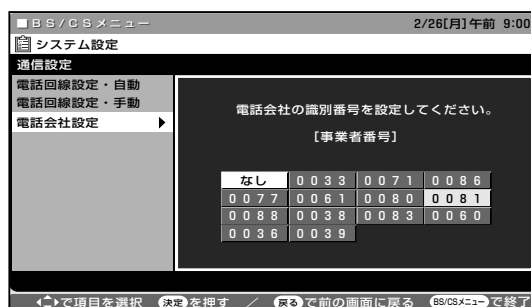 ■BS/CSメニュー 2/26[月]午前 9:00
システム設定
通信設定
電話回線設定・自動
電話回線設定・手動
電話会社設定 ▶
電話会社の識別番号を設定してください。
[事業者番号]
なし 0033 0071 0086
0077 0061 0080 0081
0088 0038 0083 0060
0036 0039
で項目を選択 決定を押す / 戻るで前の画面に戻る BS/CSメニューで終了